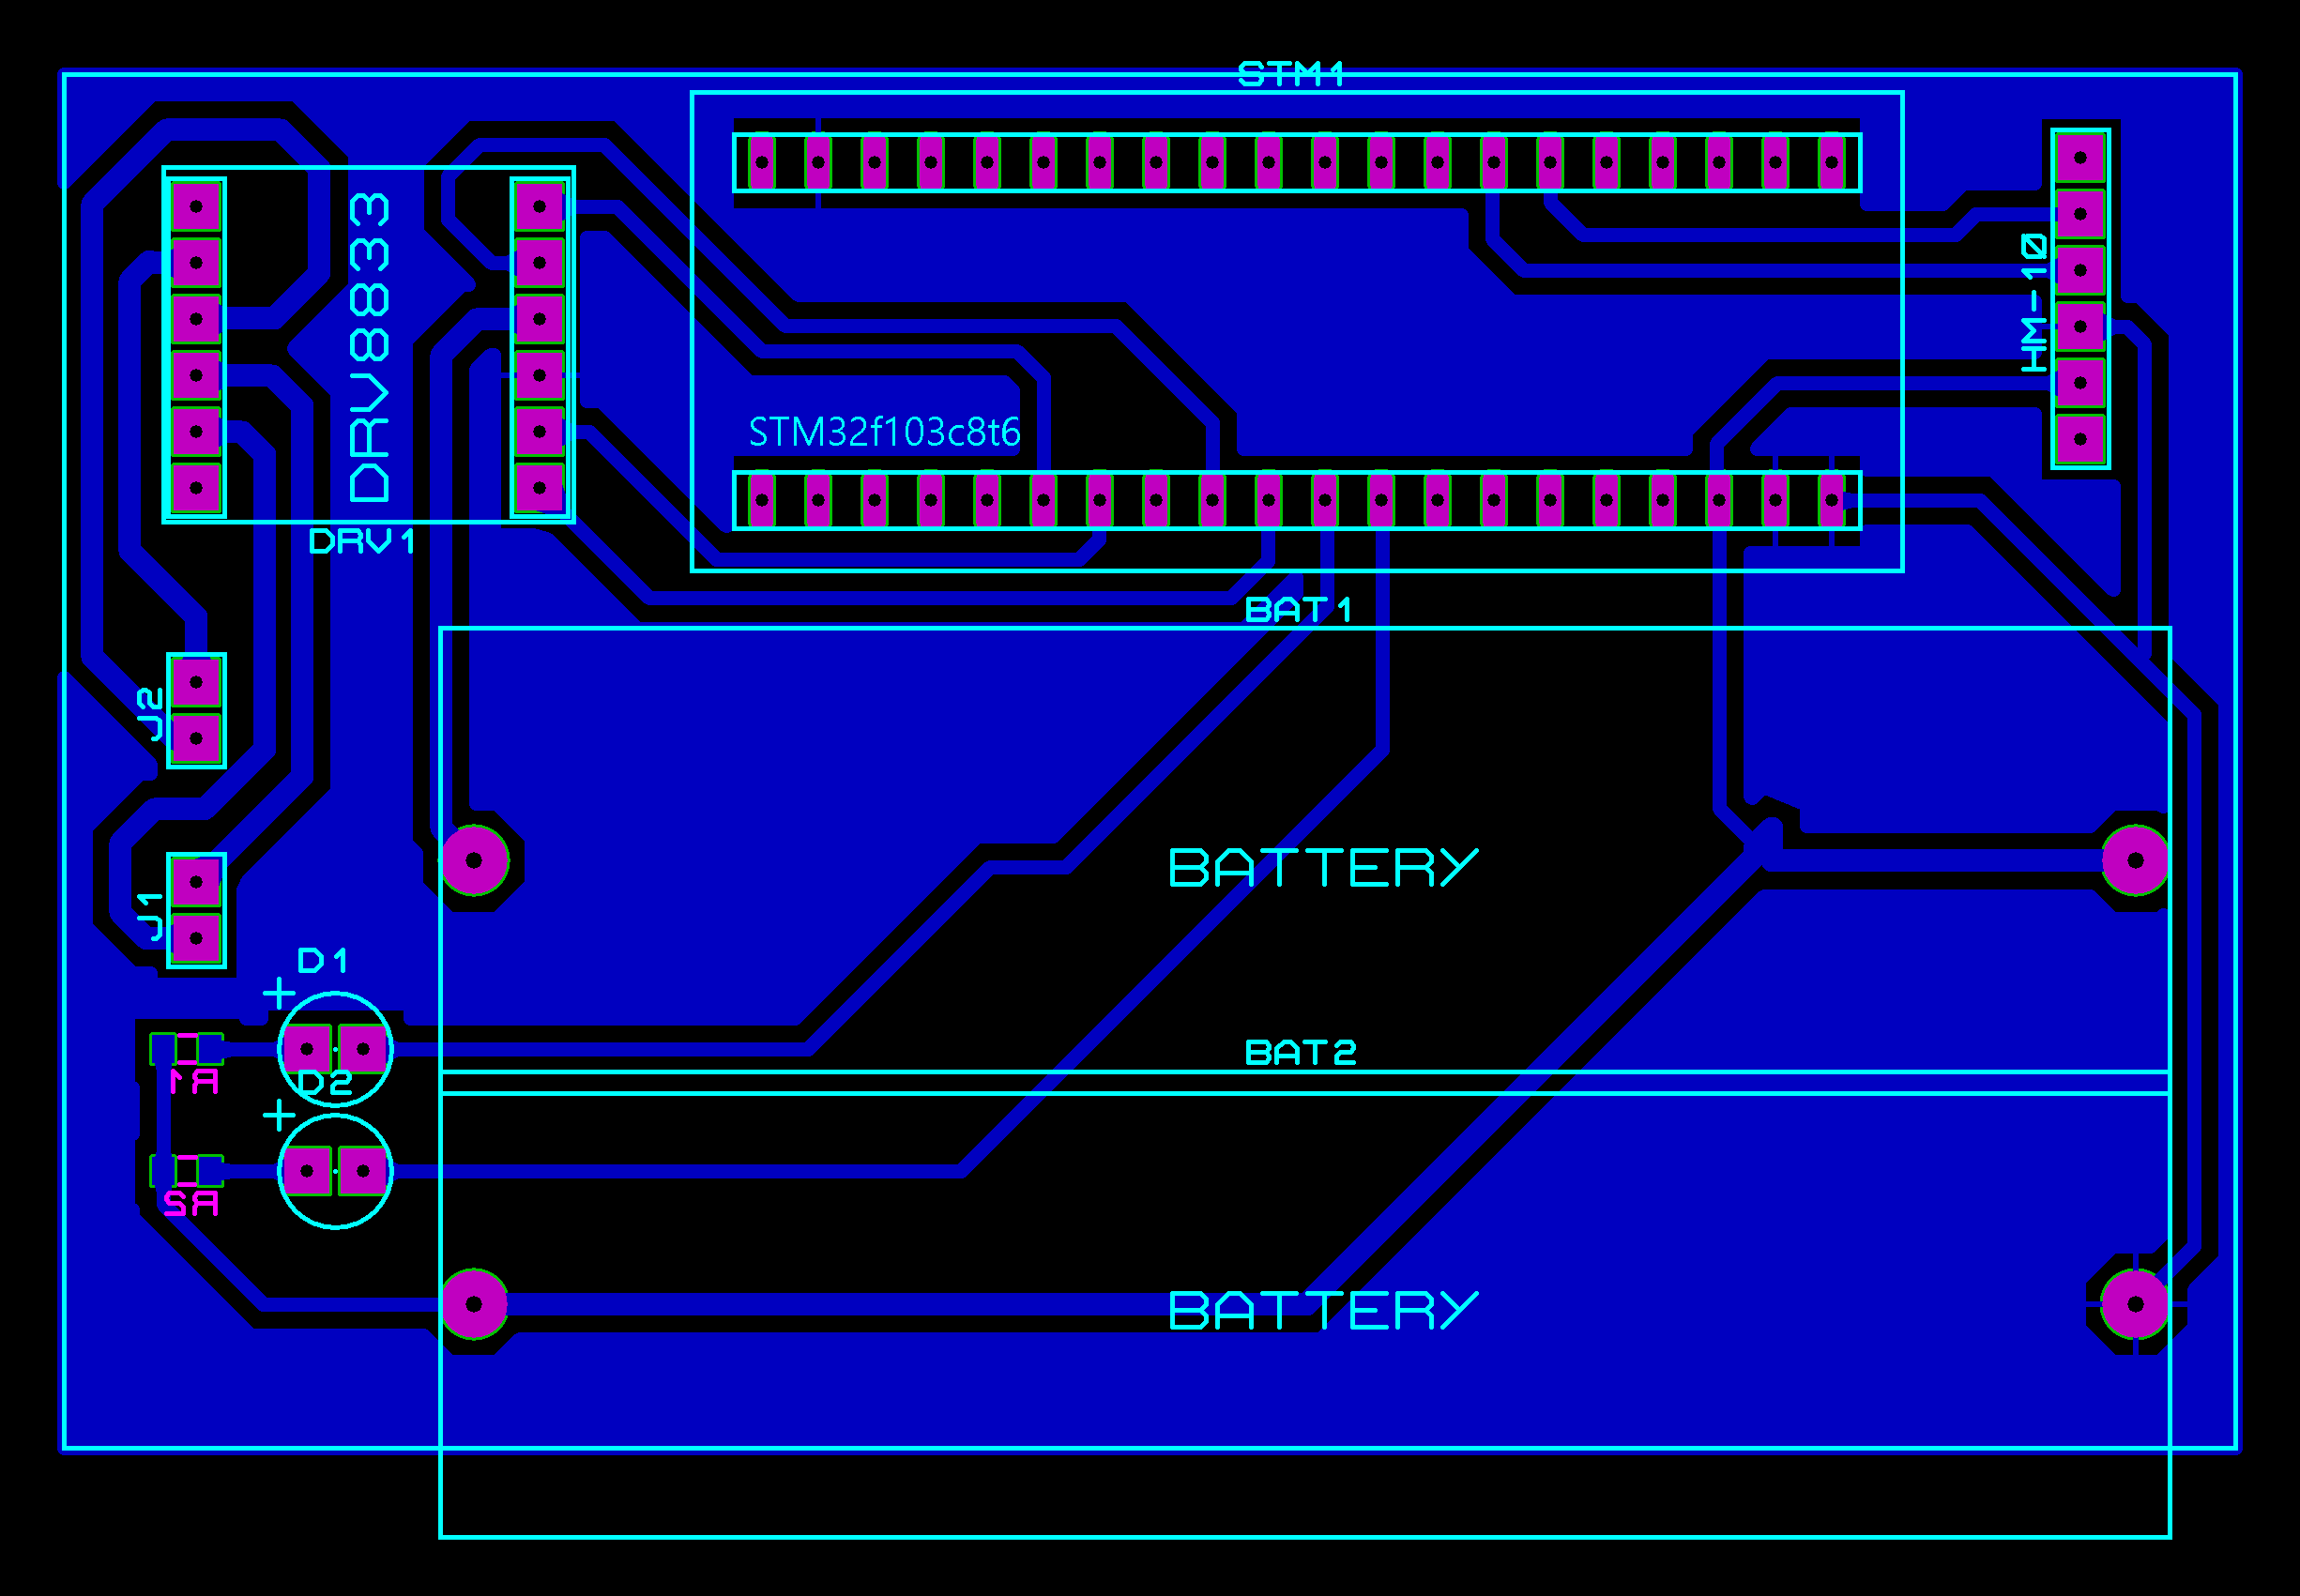 STM1
DRV8833
HM-10
STM32f103c8t6
DRV1
BAT1
J2
BATTERY
J1
D1
+
BAT2
R1
D2
+
R2
BATTERY